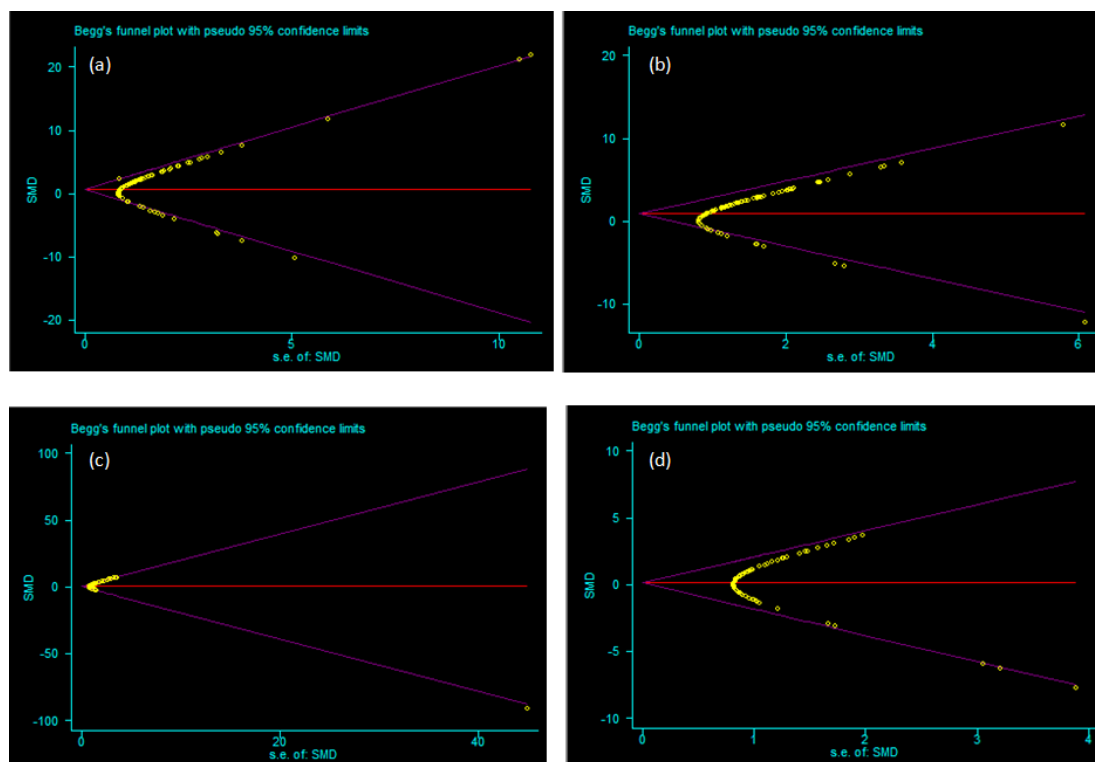 Begg's funnel plot with pseudo 95% confidence limits
(a)
20
10
0
-10
-20
SMD
0
5
10
s.e. of: SMD
Begg's funnel plot with pseudo 95% confidence limits
(b)
20
10
0
-10
SMD
0
2
4
6
s.e. of: SMD
Begg's funnel plot with pseudo 95% confidence limits
(c)
100
50
0
-50
-100
SMD
0
20
40
s.e. of: SMD
Begg's funnel plot with pseudo 95% confidence limits
(d)
10
5
0
-5
-10
SMD
0
1
2
3
4
s.e. of: SMD